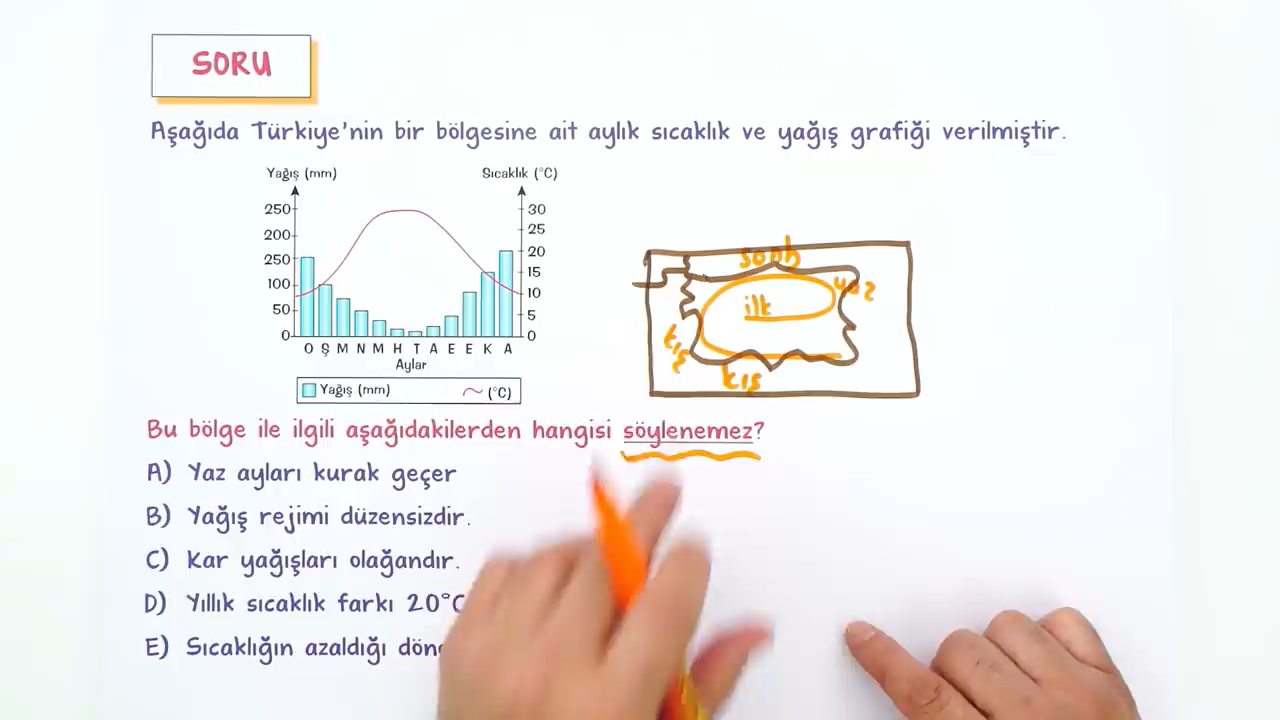 SORU
Aşağıda Türkiye'nin bir bölgesine ait aylık sıcaklık ve yağış grafiği verilmiştir.
Yağış (mm) Sıcaklık (°C)
250 30
25
200 20
250 15
100 10
50 5
0 0
O Ş M N M H T A E E K A
Aylar
Yağış (mm) (°C)
sonb
yaz
ilk
kış
kış
Bu bölge ile ilgili aşağıdakilerden hangisi söylenemez?
A) Yaz ayları kurak geçer
B) Yağış rejimi düzensizdir.
C) Kar yağışları olağandır.
D) Yıllık sıcaklık farkı 20°C
E) Sıcaklığın azaldığı